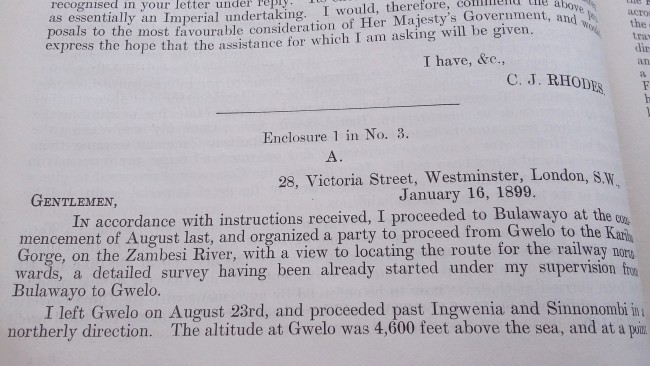 recognised in your letter under reply.
as essentially an Imperial undertaking. I would, therefore, commend the above
posals to the most favourable consideration of Her Majesty's Government, and
express the hope that the assistance for which I am asking will be given.
I have, &c.,
C. J. RHODES.
Enclosure 1 in No. 3.
A.
28, Victoria Street, Westminster, London, S.W.,
January 16, 1899.
GENTLEMEN,
IN accordance with instructions received, I proceeded to Bulawayo at the com-
mencement of August last, and organized a party to proceed from Gwelo to the Kariba
Gorge, on the Zambesi River, with a view to locating the route for the railway north-
wards, a detailed survey having been already started under my supervision from
Bulawayo to Gwelo.
I left Gwelo on August 23rd, and proceeded past Ingwenia and Sinnonombi in
northerly direction. The altitude at Gwelo was 4,600 feet above the sea, and at a point